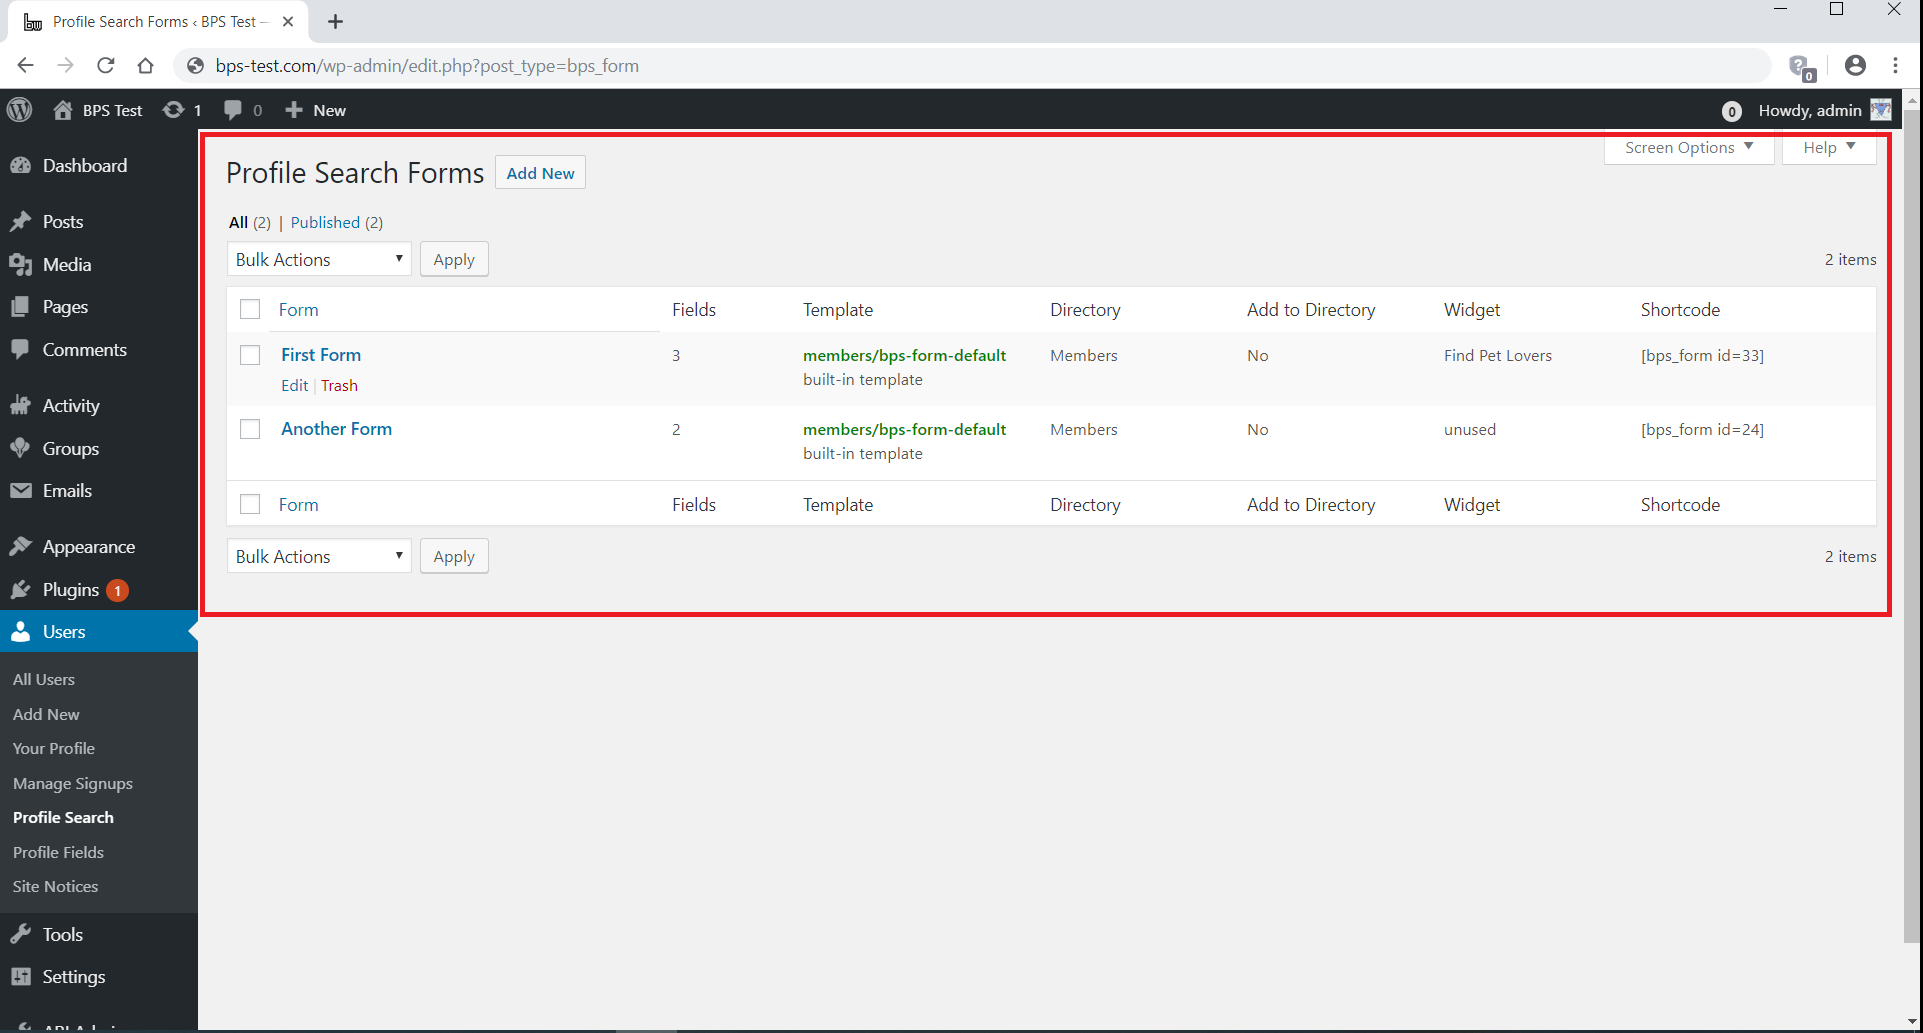 Profile Search Forms ‹ BPS Test —
bps-test.com/wp-admin/edit.php?post_type=bps_form
0
BPS Test 1 0 New
0 Howdy, admin
Dashboard
Posts
Media
Pages
Comments
Activity
Groups
Emails
Appearance
Plugins 1
Users
All Users
Add New
Your Profile
Manage Signups
Profile Search
Profile Fields
Site Notices
Tools
Settings
Screen Options ▼ Help ▼
Profile Search Forms Add New
All (2) | Published (2)
Bulk Actions Apply 2 items
Form Fields Template Directory Add to Directory Widget Shortcode
First Form 3 members/bps-form-default Members No Find Pet Lovers [bps_form id=33]
built-in template
Edit | Trash
Another Form 2 members/bps-form-default Members No unused [bps_form id=24]
built-in template
Form Fields Template Directory Add to Directory Widget Shortcode
Bulk Actions Apply 2 items